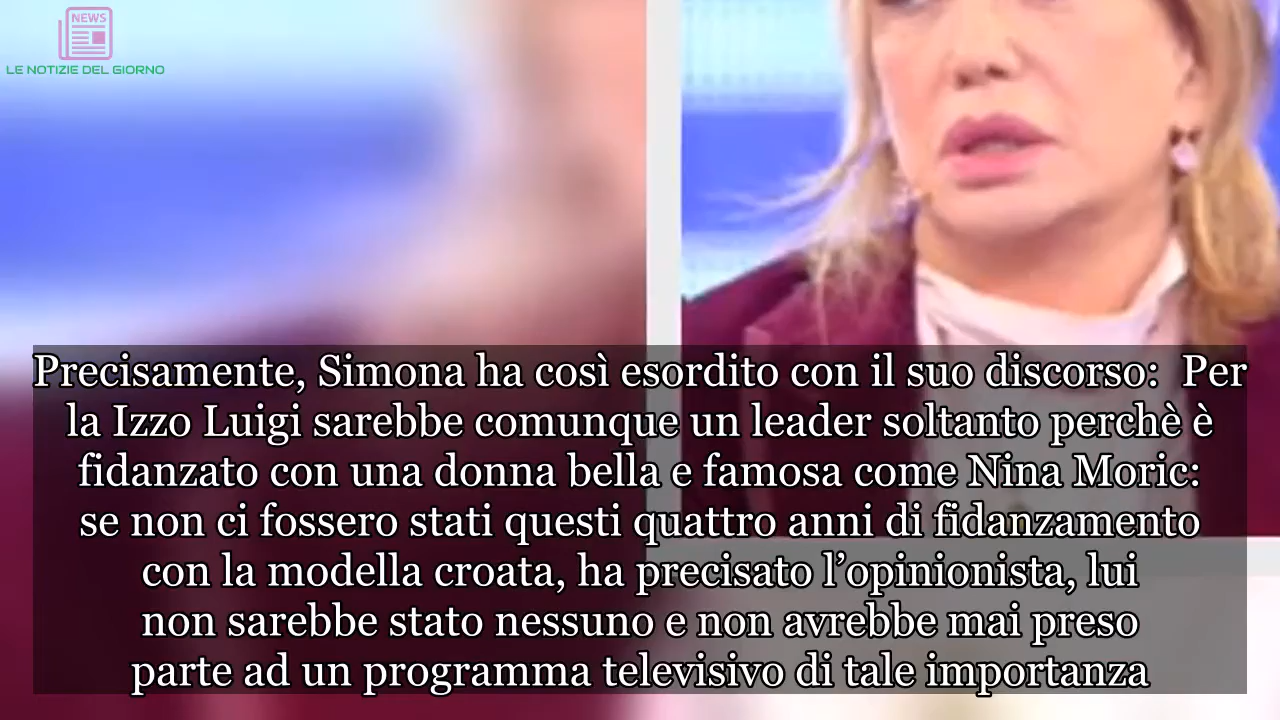 NEWS
LE NOTIZIE DEL GIORNO
Precisamente, Simona ha così esordito con il suo discorso:  Per
la Izzo Luigi sarebbe comunque un leader soltanto perchè è
fidanzato con una donna bella e famosa come Nina Moric:
se non ci fossero stati questi quattro anni di fidanzamento
con la modella croata, ha precisato l’opinionista, lui
non sarebbe stato nessuno e non avrebbe mai preso
parte ad un programma televisivo di tale importanza